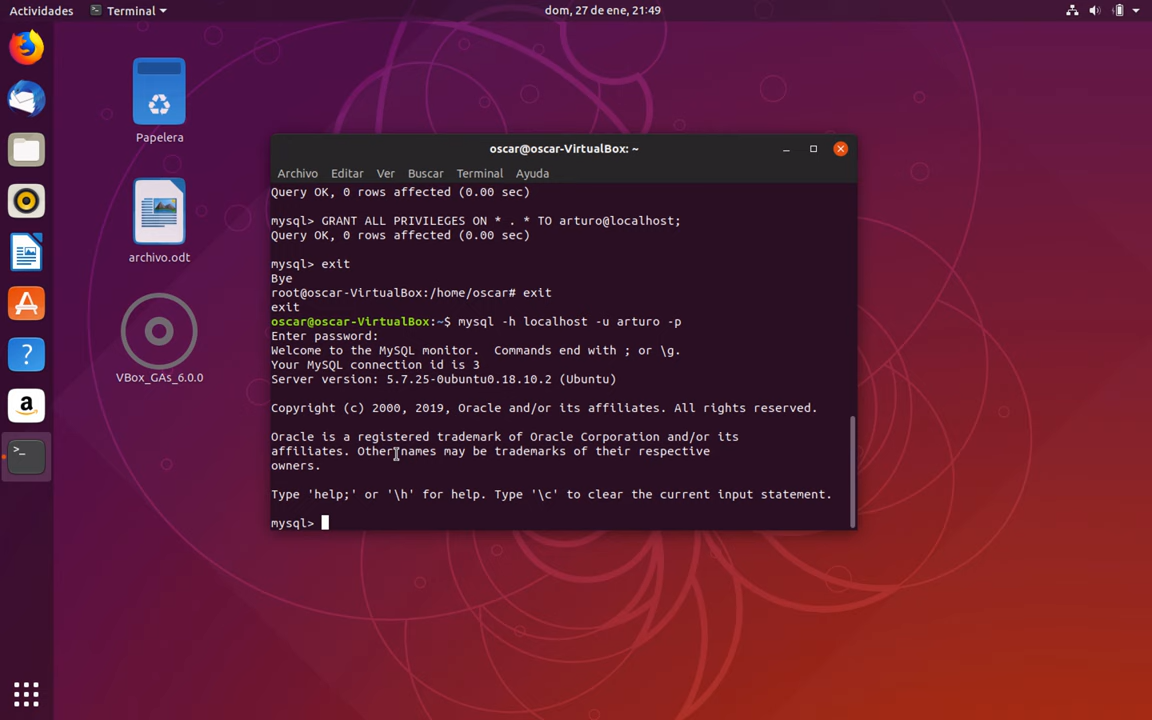 Actividades
Terminal
dom, 27 de ene, 21:49
Papelera
archivo.odt
VBox_GAs_6.0.0
oscar@oscar-VirtualBox: ~
Archivo Editar Ver Buscar Terminal Ayuda
Query OK, 0 rows affected (0.00 sec)
mysql> GRANT ALL PRIVILEGES ON * . * TO arturo@localhost;
Query OK, 0 rows affected (0.00 sec)
mysql> exit
Bye
root@oscar-VirtualBox:/home/oscar# exit
exit
oscar@oscar-VirtualBox:~$ mysql -h localhost -u arturo -p
Enter password:
Welcome to the MySQL monitor.  Commands end with ; or \g.
Your MySQL connection id is 3
Server version: 5.7.25-0ubuntu0.18.10.2 (Ubuntu)
Copyright (c) 2000, 2019, Oracle and/or its affiliates. All rights reserved.
Oracle is a registered trademark of Oracle Corporation and/or its
affiliates. Other names may be trademarks of their respective
owners.
Type 'help;' or '\h' for help. Type '\c' to clear the current input statement.
mysql>